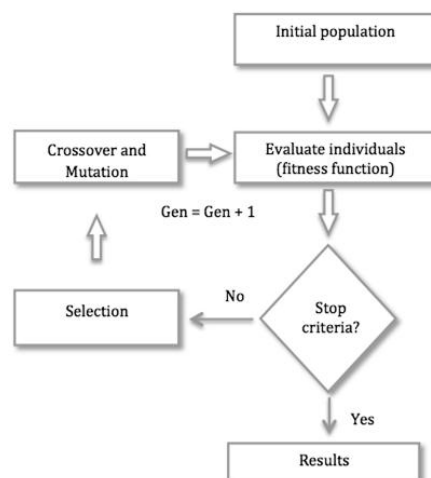 Initial population
Crossover and
Mutation
Evaluate individuals
(fitness function)
Gen = Gen + 1
Selection
No
Stop
criteria?
Yes
Results